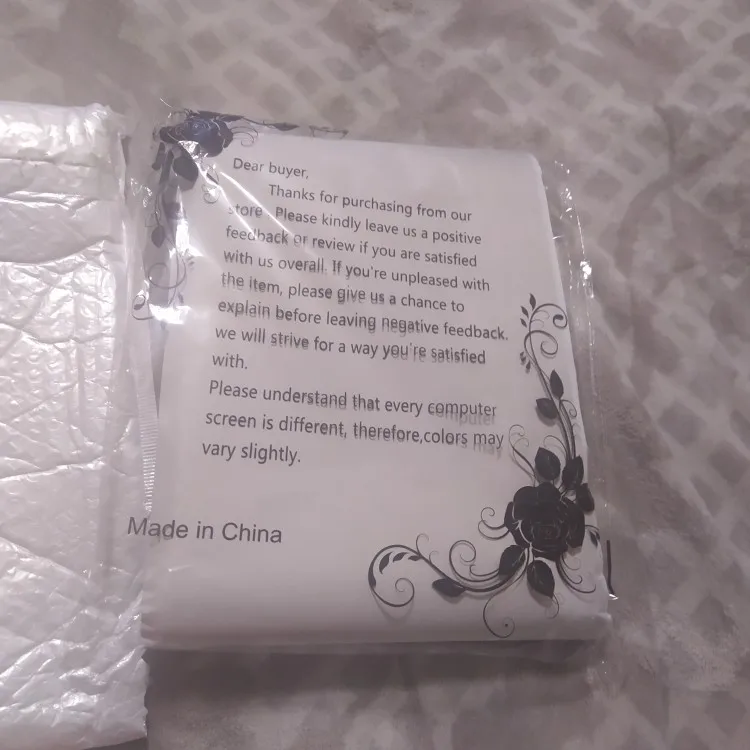 Dear buyer,
Thanks for purchasing from our
store. Please kindly leave us a positive
feedback or review if you are satisfied
with us overall. If you're unpleased with
the item, please give us a chance to
explain before leaving negative feedback.
we will strive for a way you're satisfied
with.
Please understand that every computer
screen is different, therefore,colors may
vary slightly.
Made in China